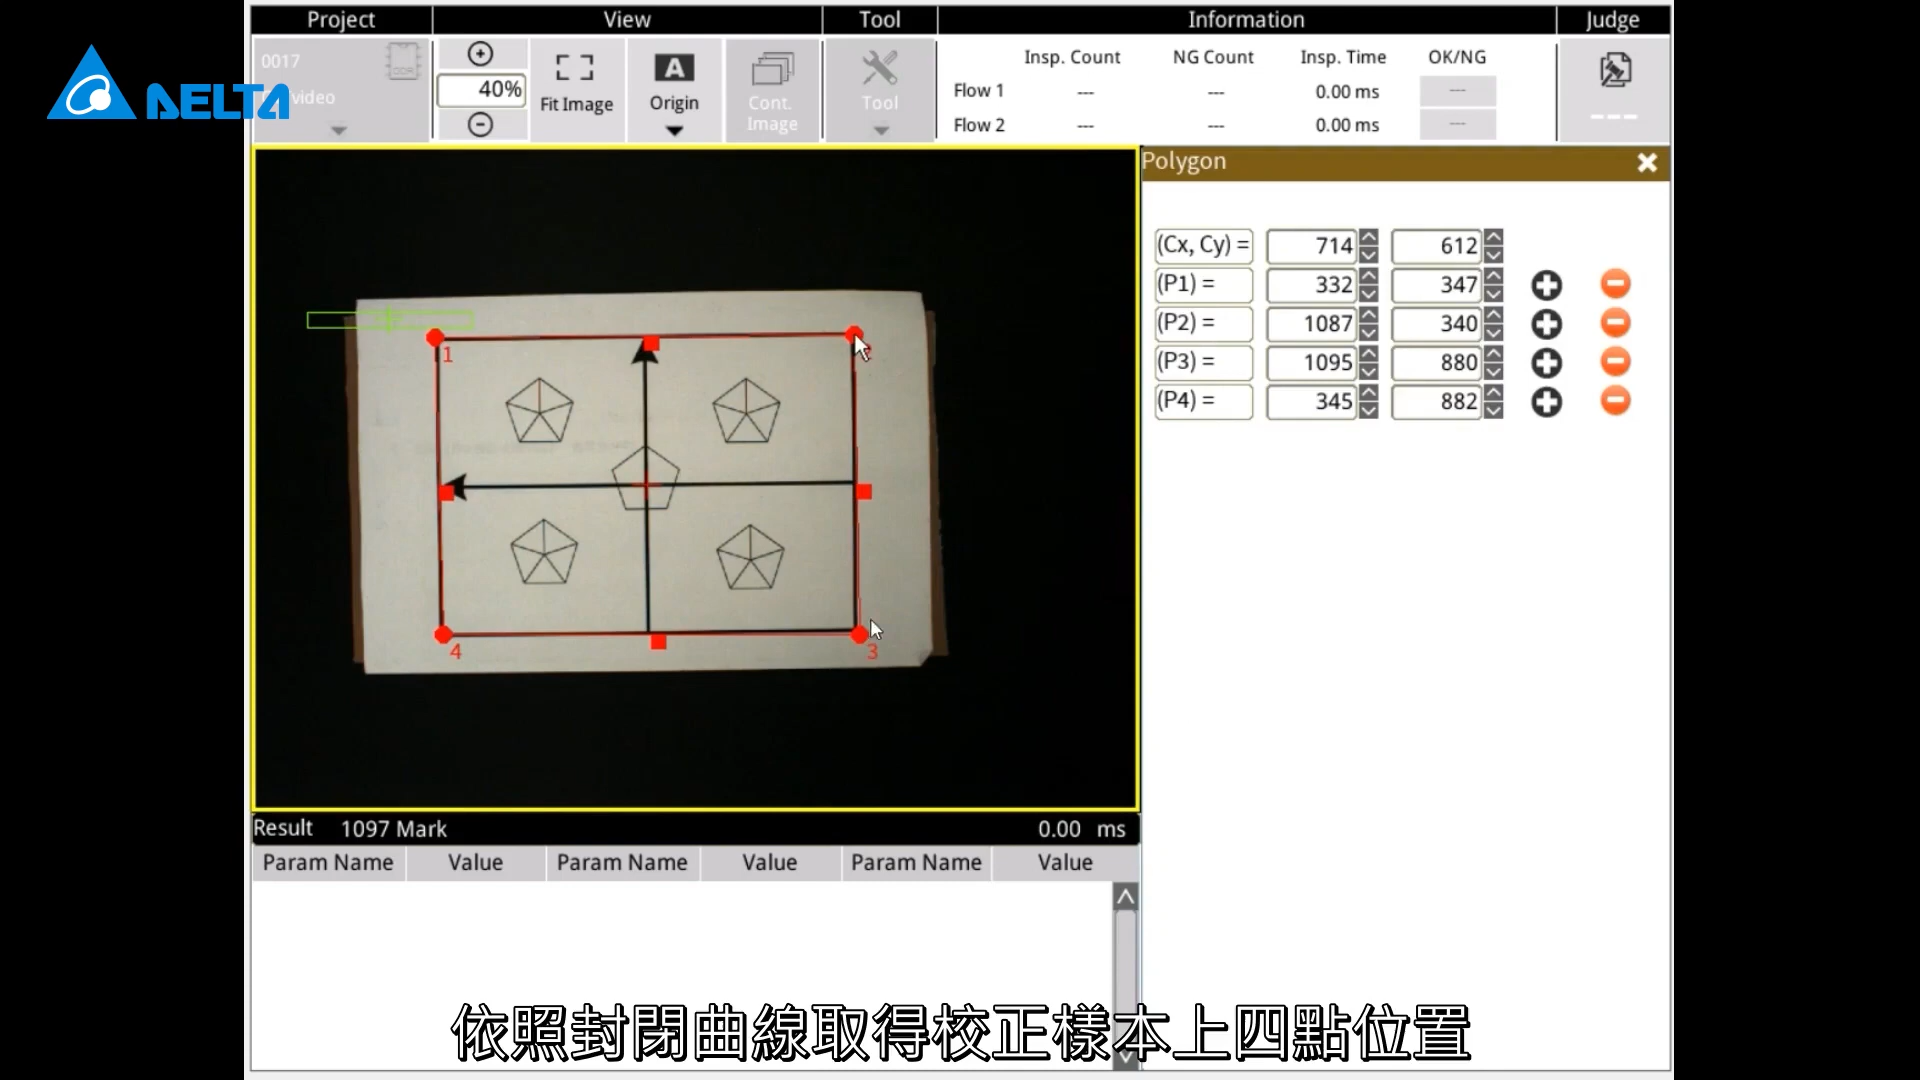 Project View Tool Information Judge
DELTA
0017
video
40%
Fit Image
A
Origin
Cont. Image
Tool
Insp. Count NG Count Insp. Time OK/NG
Flow 1 --- --- 0.00 ms ---
Flow 2 --- --- 0.00 ms ---
---
Polygon
(Cx, Cy) = 714 612
(P1) = 332 347
(P2) = 1087 340
(P3) = 1095 880
(P4) = 345 882
1
4
3
Result 1097 Mark 0.00 ms
Param Name Value Param Name Value Param Name Value
依照封閉曲線取得校正樣本上四點位置